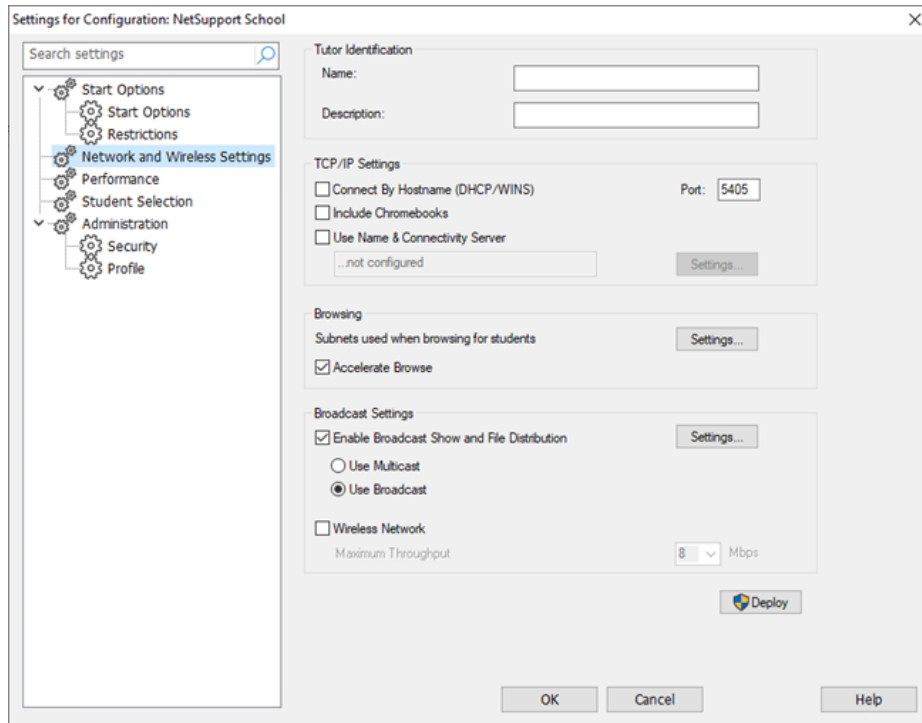 Settings for Configuration: NetSupport School
Search settings
Start Options
Start Options
Restrictions
Network and Wireless Settings
Performance
Student Selection
Administration
Security
Profile
Tutor Identification
Name:
Description:
TCP/IP Settings
Connect By Hostname (DHCP/WINS) Port: 5405
Include Chromebooks
Use Name & Connectivity Server
...not configured Settings...
Browsing
Subnets used when browsing for students Settings...
Accelerate Browse
Broadcast Settings
Enable Broadcast Show and File Distribution Settings...
Use Multicast
Use Broadcast
Wireless Network
Maximum Throughput 8 Mbps
Deploy
OK Cancel Help